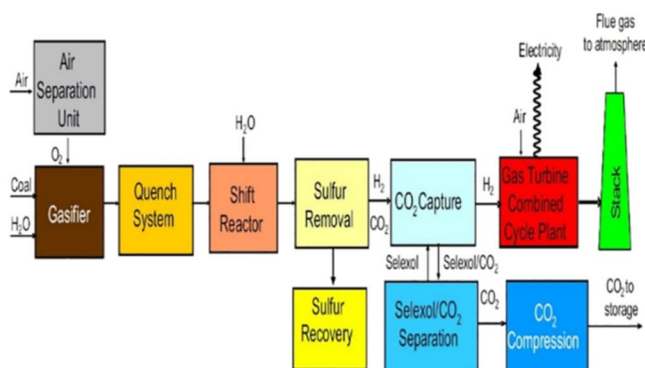 Air
Separation
Unit
Air
O₂
Coal
H₂O
Gasifier
Quench
System
H₂O
Shift
Reactor
Sulfur
Removal
Sulfur
Recovery
H₂
CO₂
CO₂ Capture
Selexol
Selexol/CO₂
Selexol/CO₂
Separation
CO₂
CO₂
Compression
CO₂ to
storage
H₂
Electricity
Air
Gas Turbine
Combined
Cycle Plant
Stack
Flue gas
to atmosphere